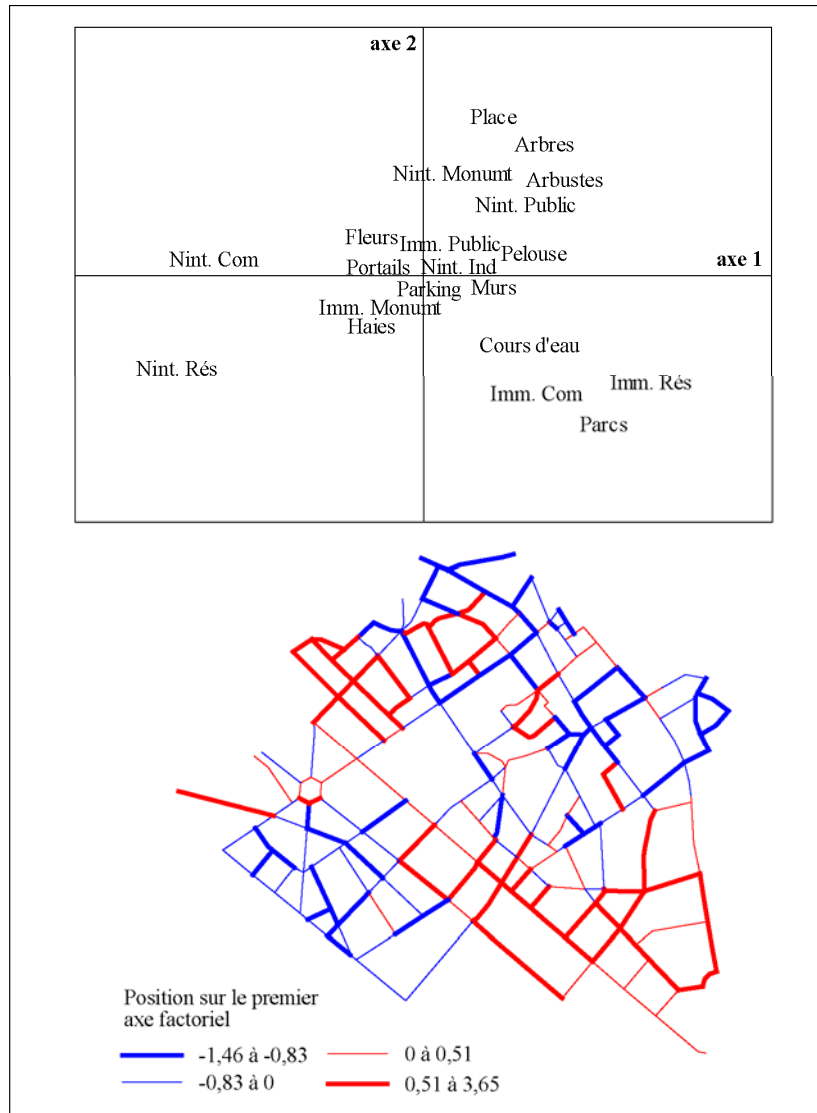 axe 2
Place
Arbres
Nint. Monumt
Arbustes
Nint. Public
Fleurs
Imm. Public
Pelouse
Nint. Com
axe 1
Portails
Nint. Ind
Parking
Murs
Imm. Monumt
Haies
Cours d'eau
Nint. Rés
Imm. Rés
Imm. Com
Parcs
Position sur le premier
axe factoriel
-1,46 à -0,83
0 à 0,51
-0,83 à 0
0,51 à 3,65